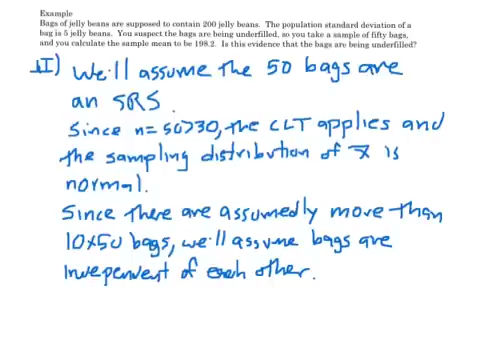 Example
Bags of jelly beans are supposed to contain 200 jelly beans. The population standard deviation of a
bag is 5 jelly beans. You suspect the bags are being underfilled, so you take a sample of fifty bags,
and you calculate the sample mean to be 198.2. Is this evidence that the bags are being underfilled?
II) We'll assume the 50 bags are
an SRS.
Since n=50>30, the CLT applies and
the sampling distribution of x̄ is
normal.
Since there are assumedly more than
10*50 bags, we'll assume bags are
Indepenvent of each other.